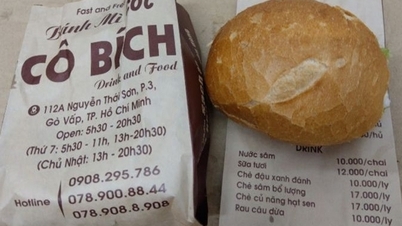 Fast and Fre
Bánh Mì CÓC
CÔ BÍCH
Drink and Food
112A Nguyễn Thái Sơn, P.3,
Gò Vấp, TP. Hồ Chí Minh
Open: 5h30 - 20h30
(Thứ 7: 5h30 - 11h, 13h-20h30)
(Chủ Nhật: 13h - 20h30)
Hotline
0908.295.786
078.900.88.44
078.908.8.908
/hủ
DRINK
Nước sâm 10.000/chai
Sữa tươi 12.000/chai
Chè đậu xanh đánh 10.000/ly
Chè sâm bổ lượng 17.000/ly
Chè củ năng hạt sen 17.000/ly
Rau câu dừa 10.000/ly